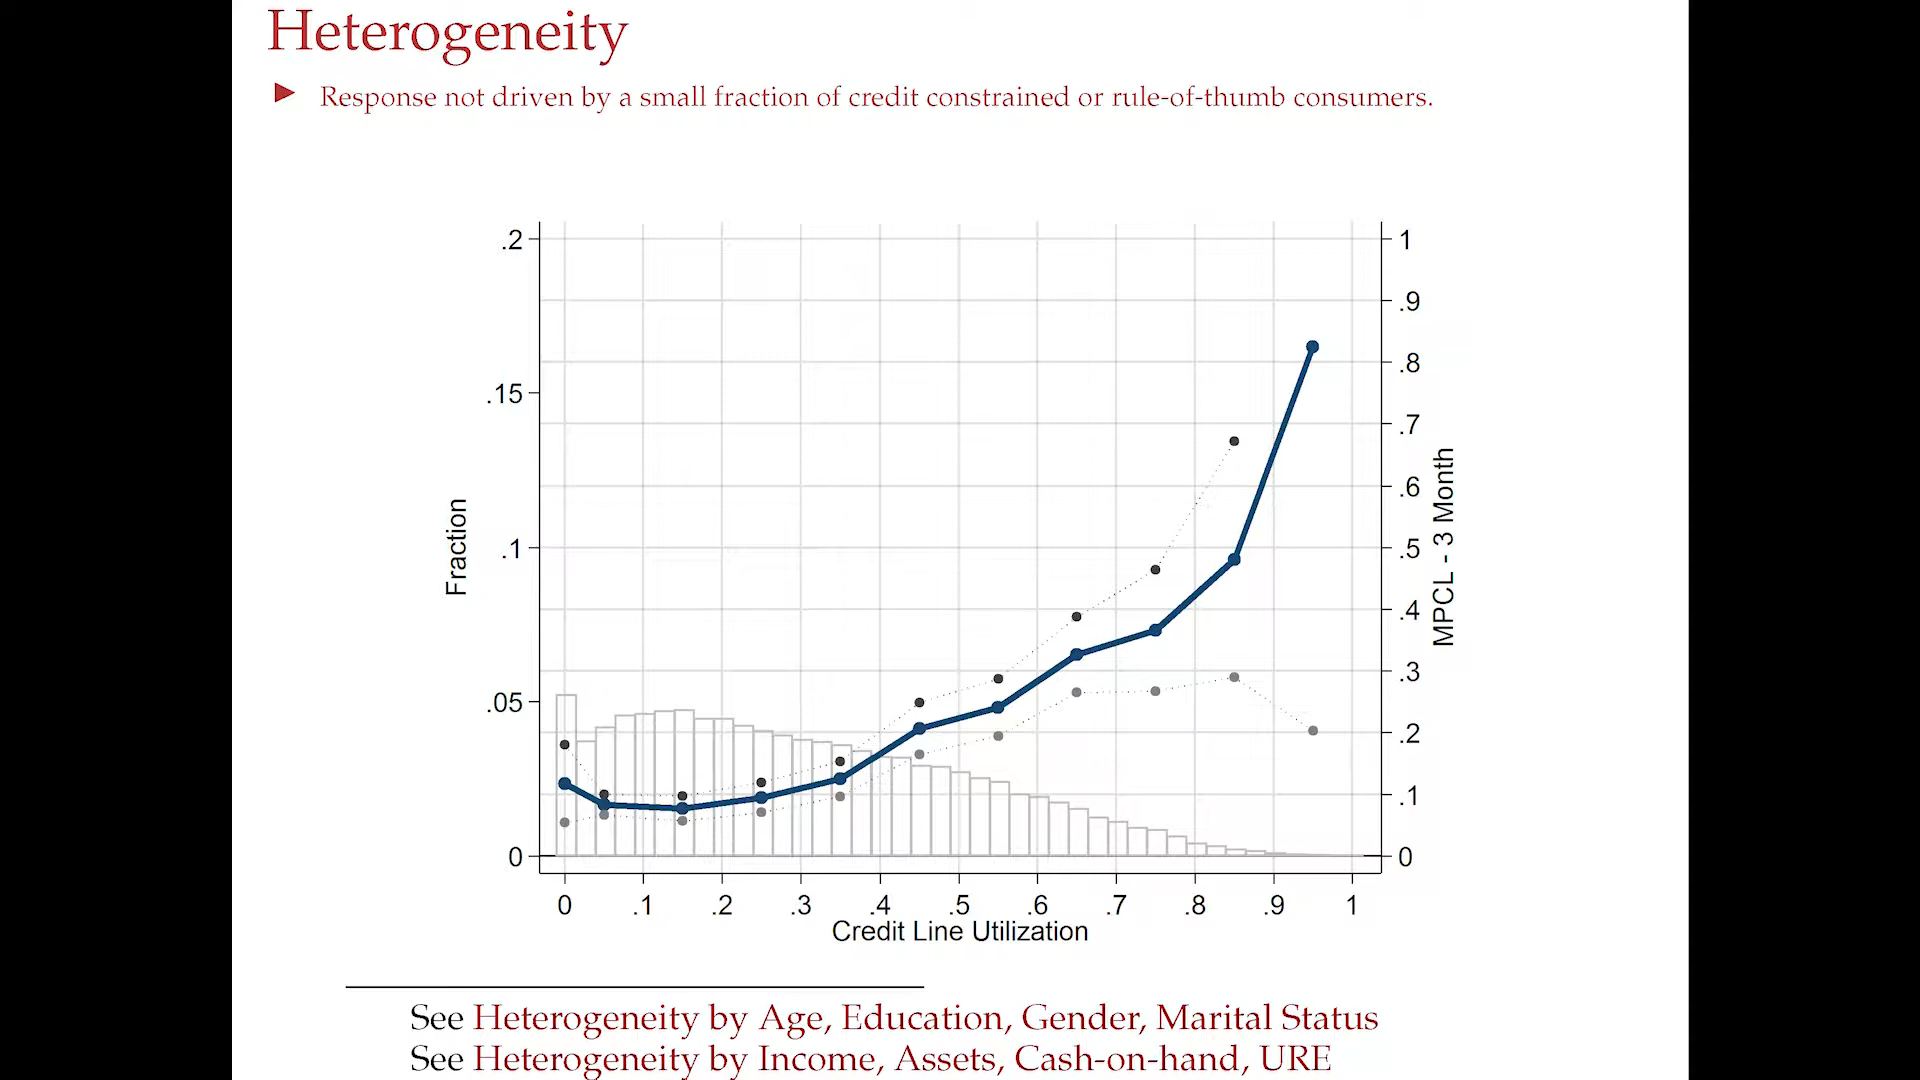 Heterogeneity
▶ Response not driven by a small fraction of credit constrained or rule-of-thumb consumers.
.2
.15
.1
.05
0
Fraction
1
.9
.8
.7
.6
.5
.4
.3
.2
.1
0
MPCL - 3 Month
0 .1 .2 .3 .4 .5 .6 .7 .8 .9 1
Credit Line Utilization
See Heterogeneity by Age, Education, Gender, Marital Status
See Heterogeneity by Income, Assets, Cash-on-hand, URE